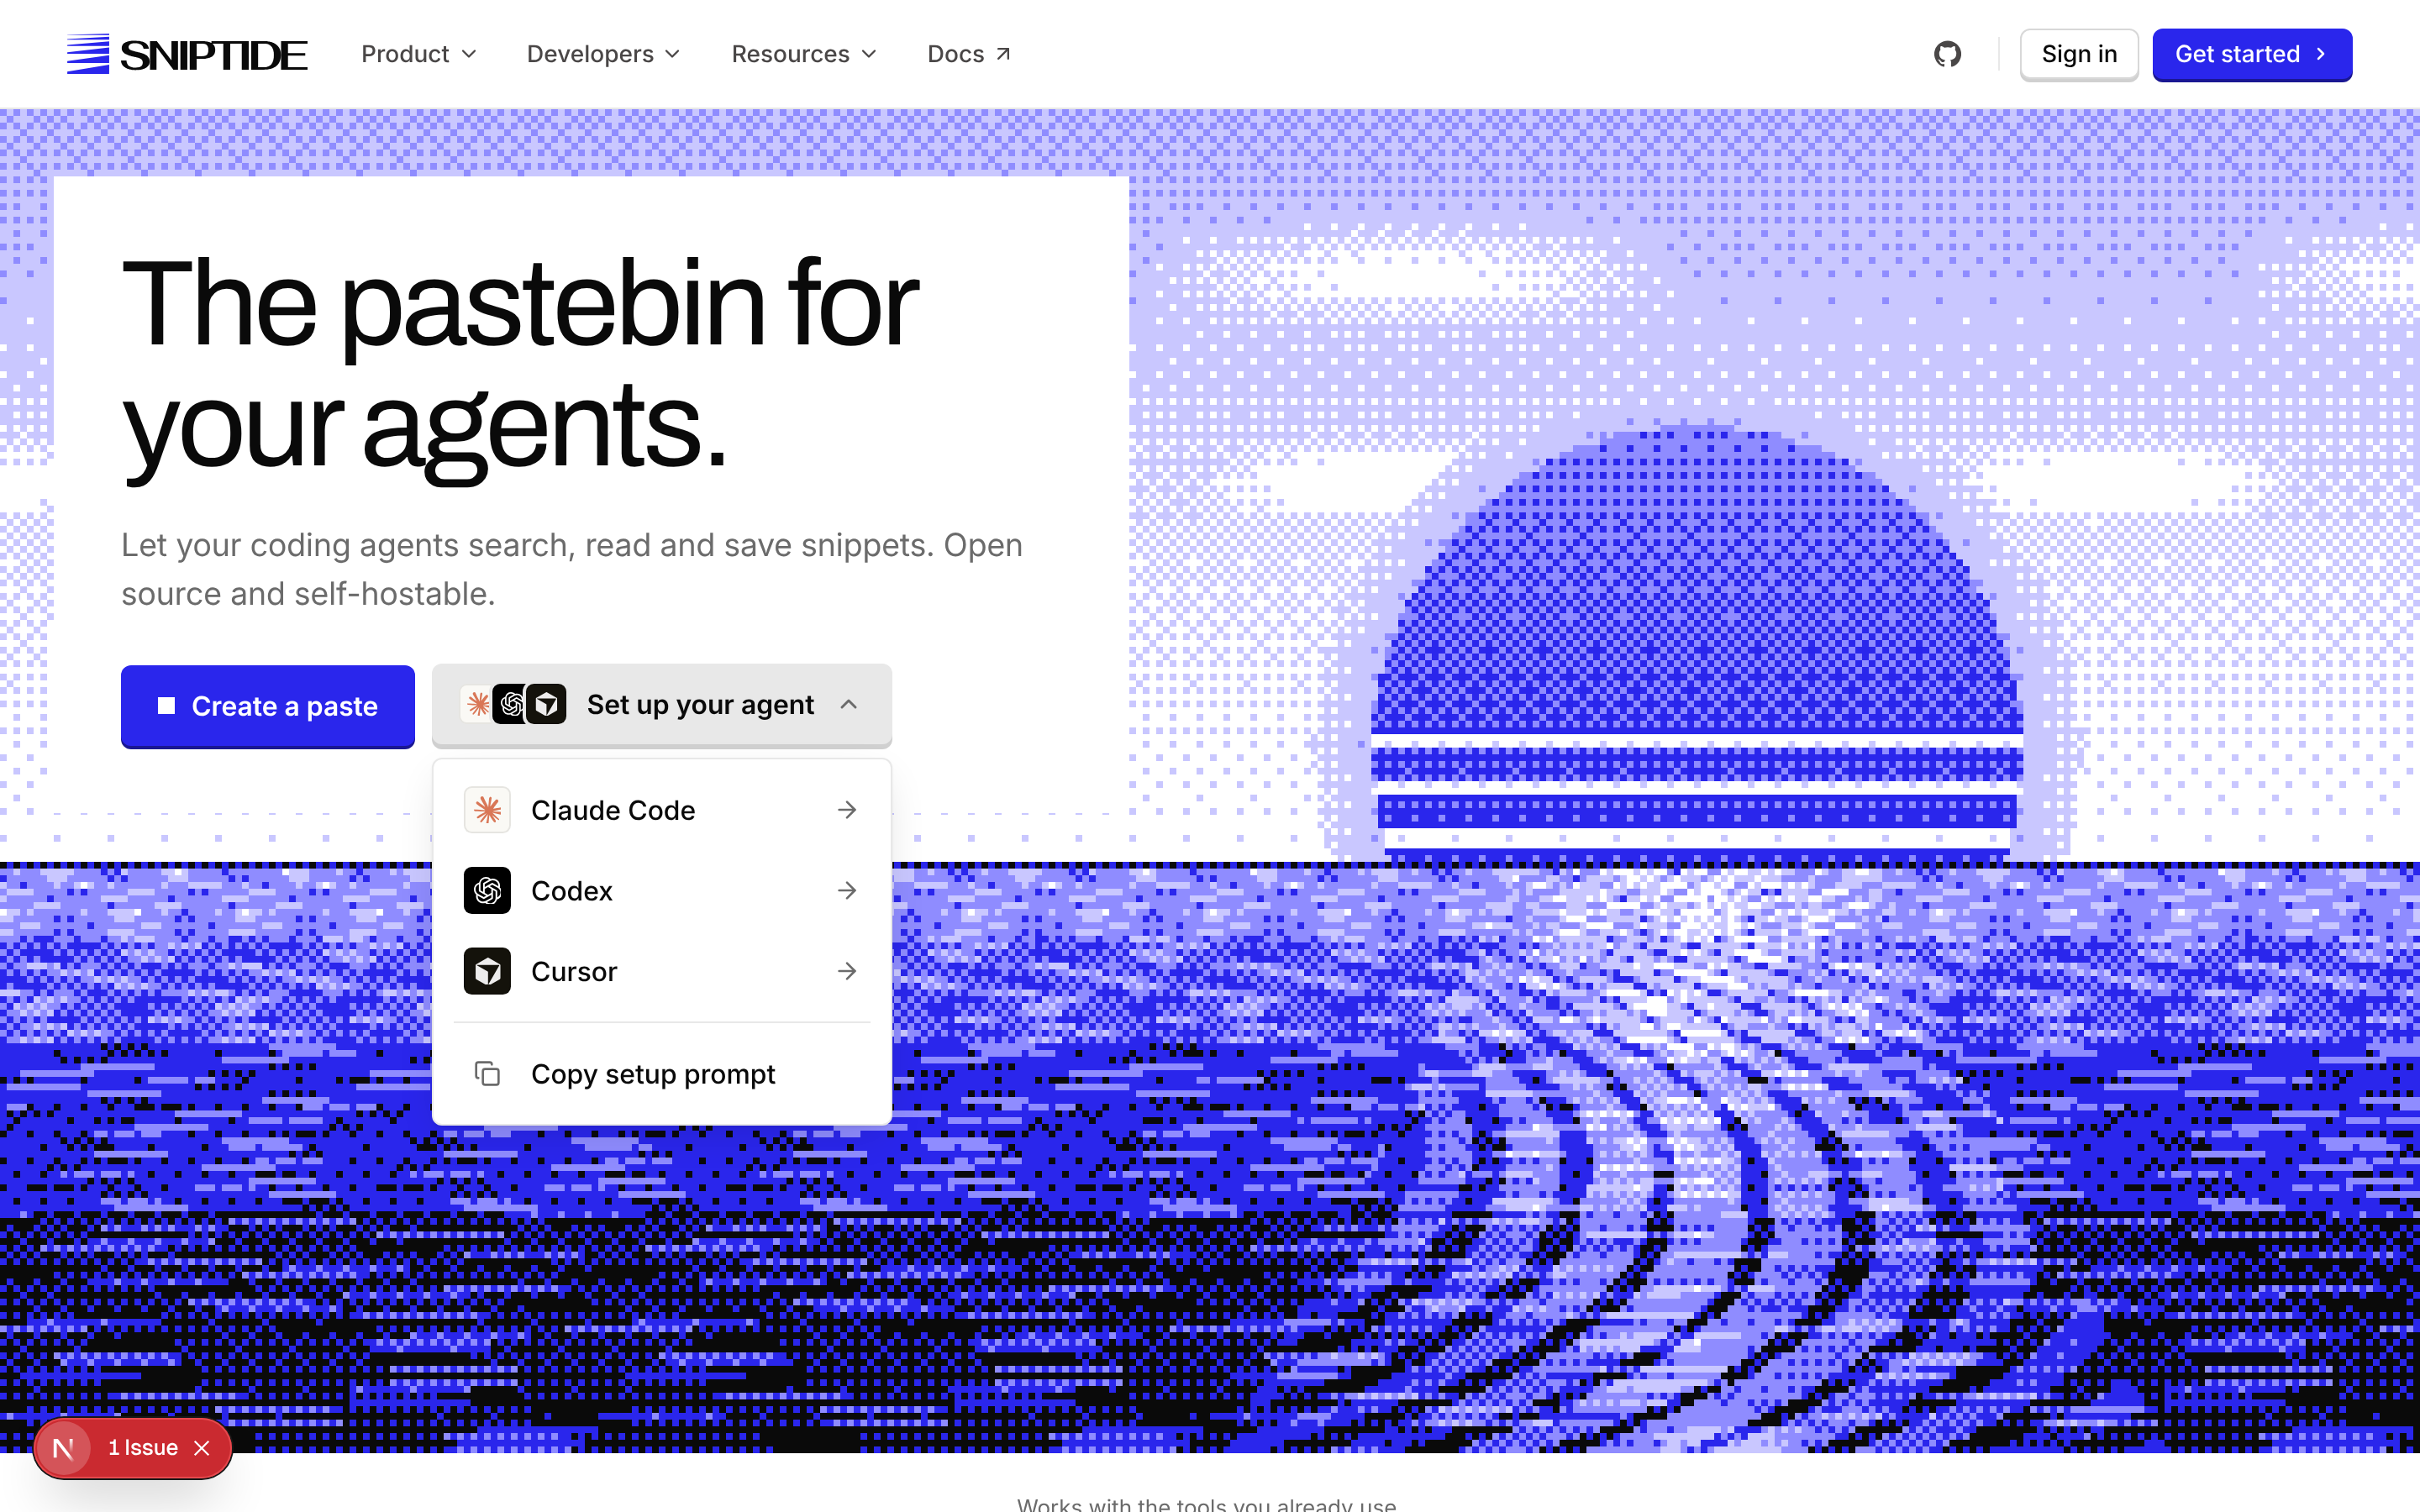 SNIPTIDE
Product
Developers
Resources
Docs
Sign in
Get started
The pastebin for
your agents.
Let your coding agents search, read and save snippets. Open
source and self-hostable.
Create a paste
Set up your agent
Claude Code
Codex
Cursor
Copy setup prompt
N
1 Issue
Works with the tools you already use